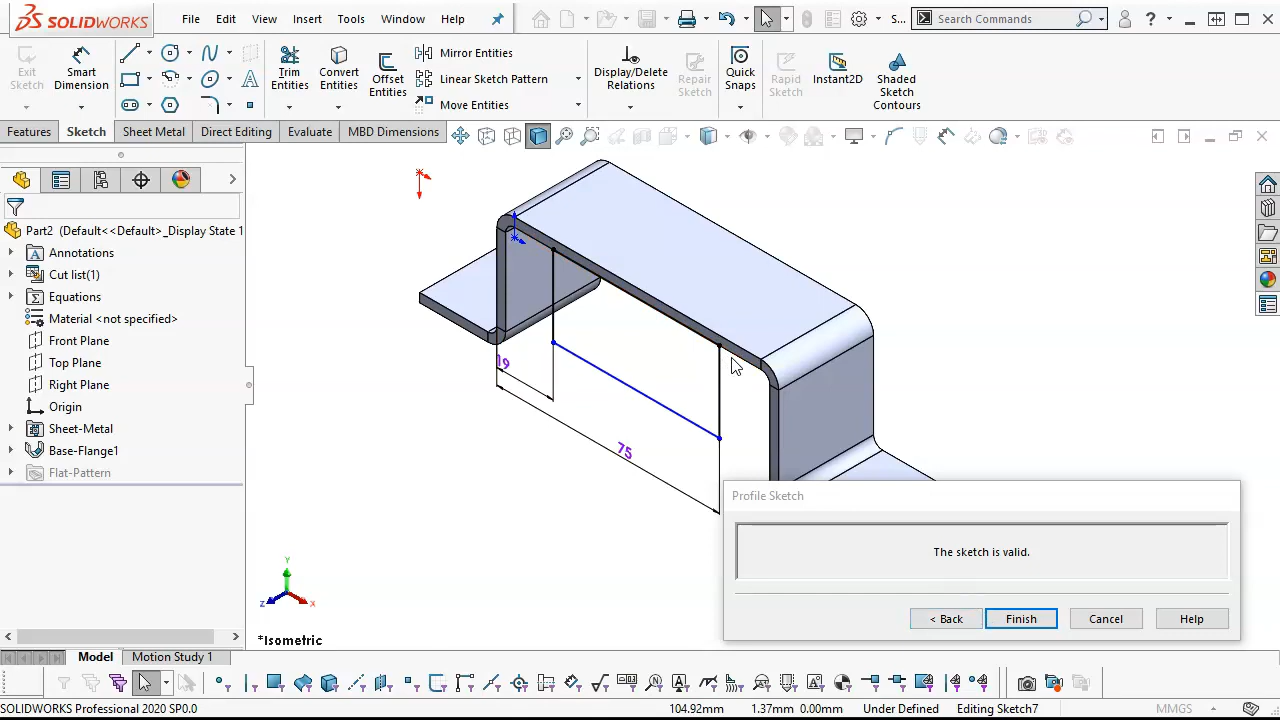 SOLIDWORKS
File Edit View Insert Tools Window Help
S...
Search Commands
Exit Sketch
Smart Dimension
Trim Entities
Convert Entities
Offset Entities
Mirror Entities
Linear Sketch Pattern
Move Entities
Display/Delete Relations
Repair Sketch
Quick Snaps
Rapid Sketch
Instant2D
Shaded Sketch Contours
Features Sketch Sheet Metal Direct Editing Evaluate MBD Dimensions
Part2 (Default<<Default>_Display State 1
Annotations
Cut list(1)
Equations
Material <not specified>
Front Plane
Top Plane
Right Plane
Origin
Sheet-Metal
Base-Flange1
Flat-Pattern
19
75
Profile Sketch
The sketch is valid.
< Back Finish Cancel Help
Y
Z X
*Isometric
Model Motion Study 1
SOLIDWORKS Professional 2020 SP0.0
104.92mm 1.37mm 0.00mm Under Defined Editing Sketch7 MMGS